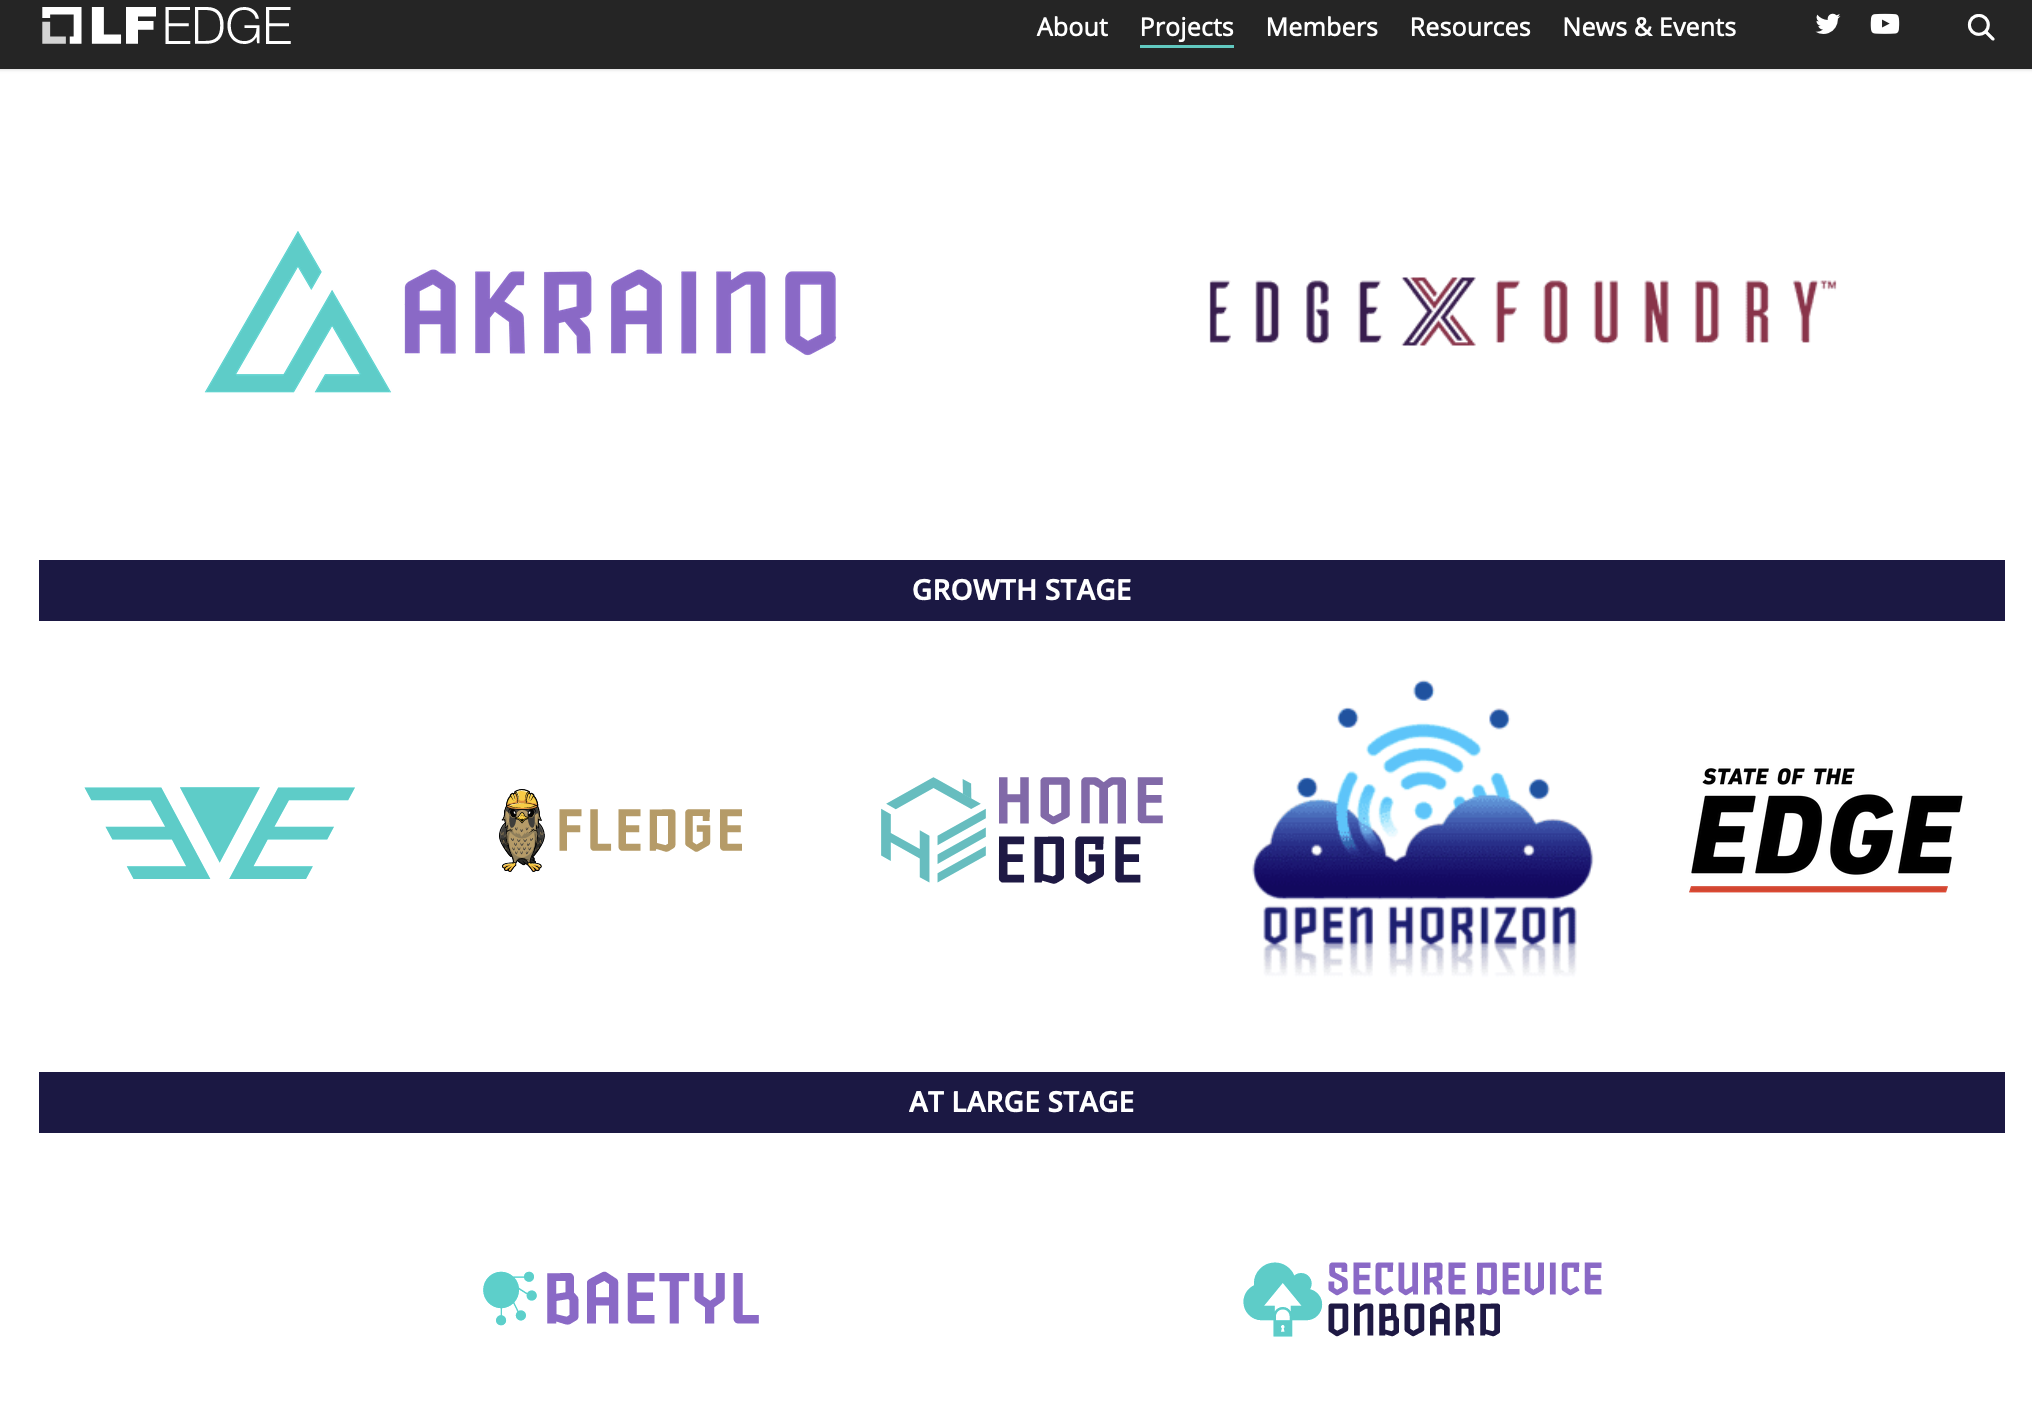 LF EDGE
About Projects Members Resources News & Events
AKRAINO
EDGE X FOUNDRY™
GROWTH STAGE
EVE
FLEDGE
HOME
EDGE
OPEN HORIZON
STATE OF THE
EDGE
AT LARGE STAGE
BAETYL
SECURE DEVICE
ONBOARD